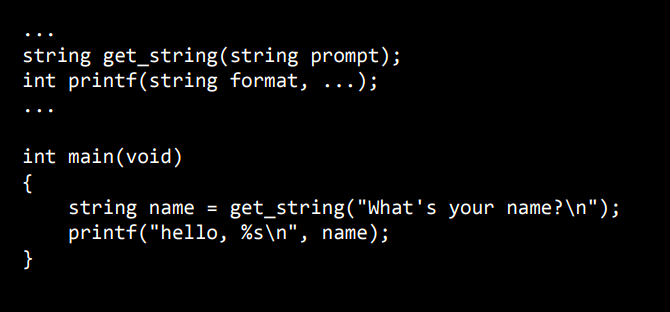 ...
string get_string(string prompt);
int printf(string format, ...);
...

int main(void)
{
    string name = get_string("What's your name?\n");
    printf("hello, %s\n", name);
}